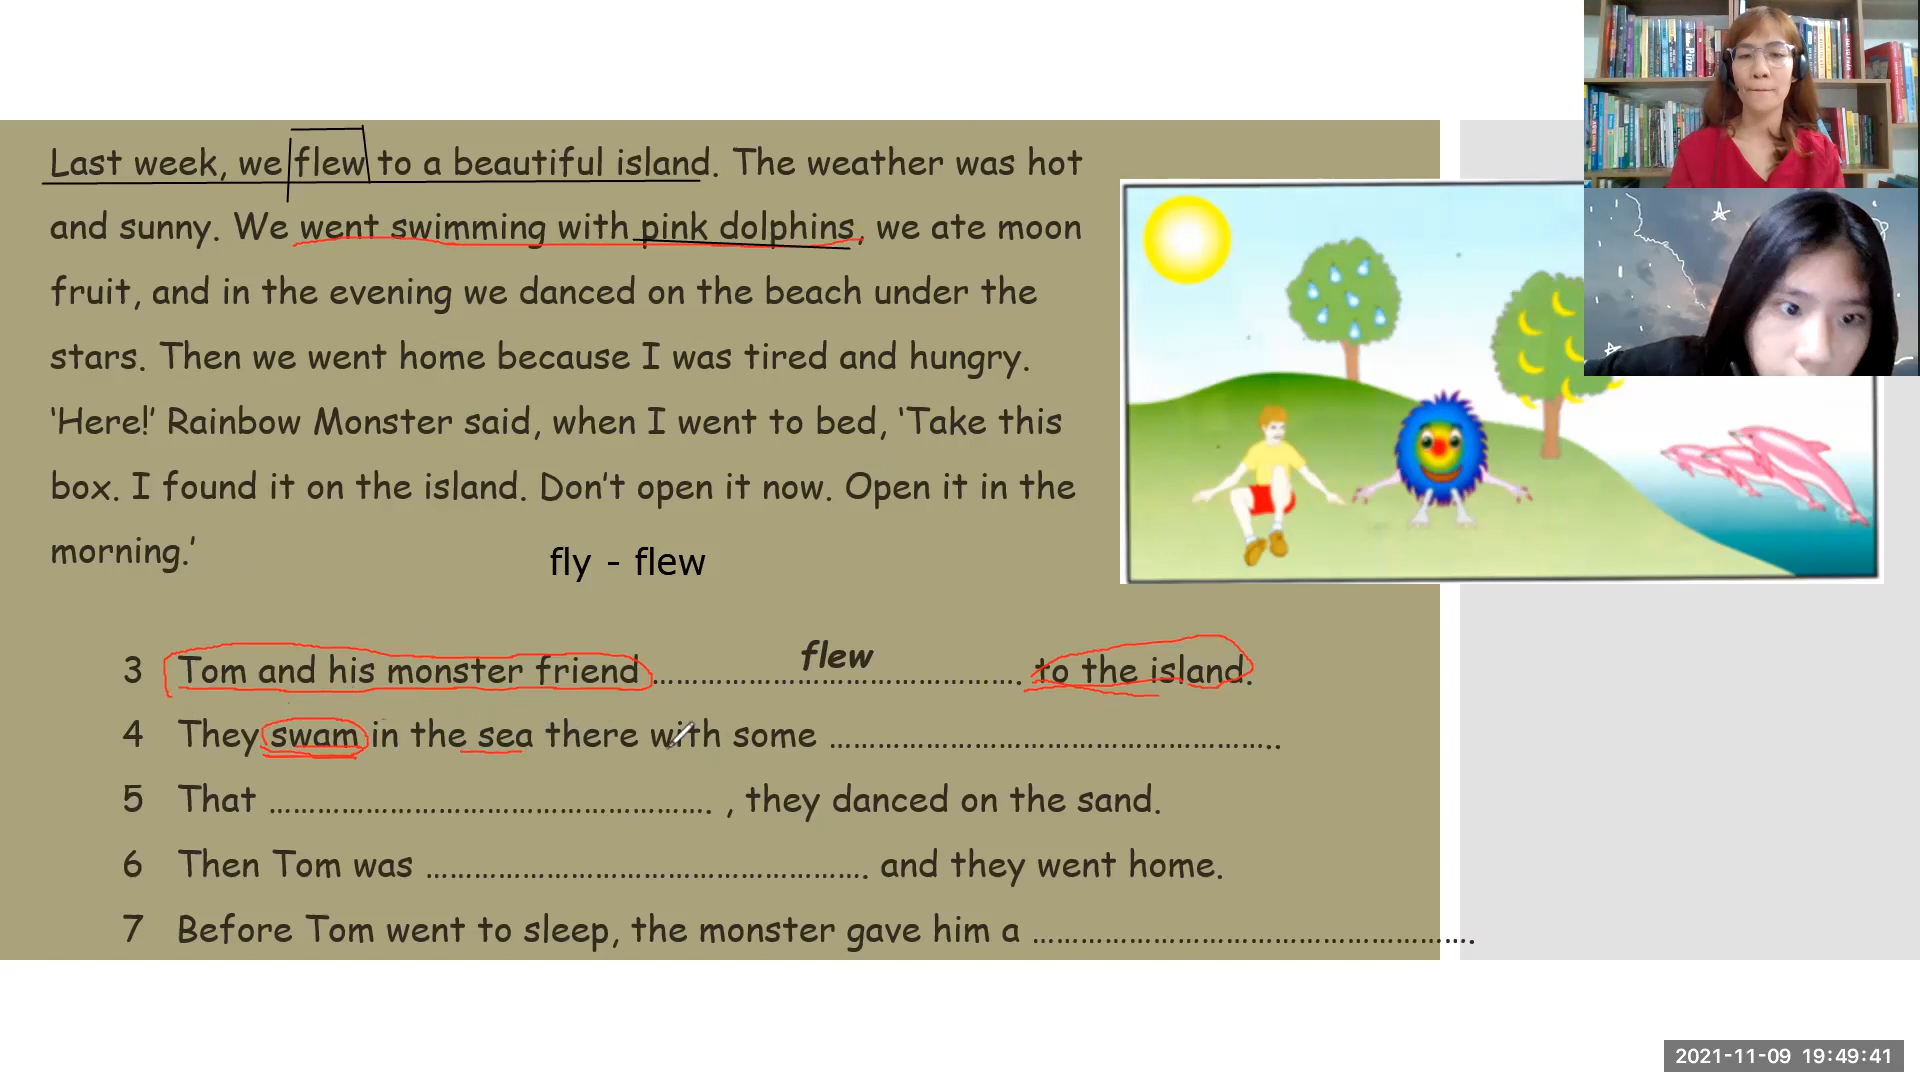 Last week, we flew to a beautiful island. The weather was hot
and sunny. We went swimming with pink dolphins, we ate moon
fruit, and in the evening we danced on the beach under the
stars. Then we went home because I was tired and hungry.
‘Here!’ Rainbow Monster said, when I went to bed, ‘Take this
box. I found it on the island. Don’t open it now. Open it in the
morning.’
fly - flew
3 Tom and his monster friend flew ................................................. to the island.
4 They swam in the sea there with some .......................................................
5 That ................................................. , they danced on the sand.
6 Then Tom was ................................................. and they went home.
7 Before Tom went to sleep, the monster gave him a .................................................
2021-11-09 19:49:41